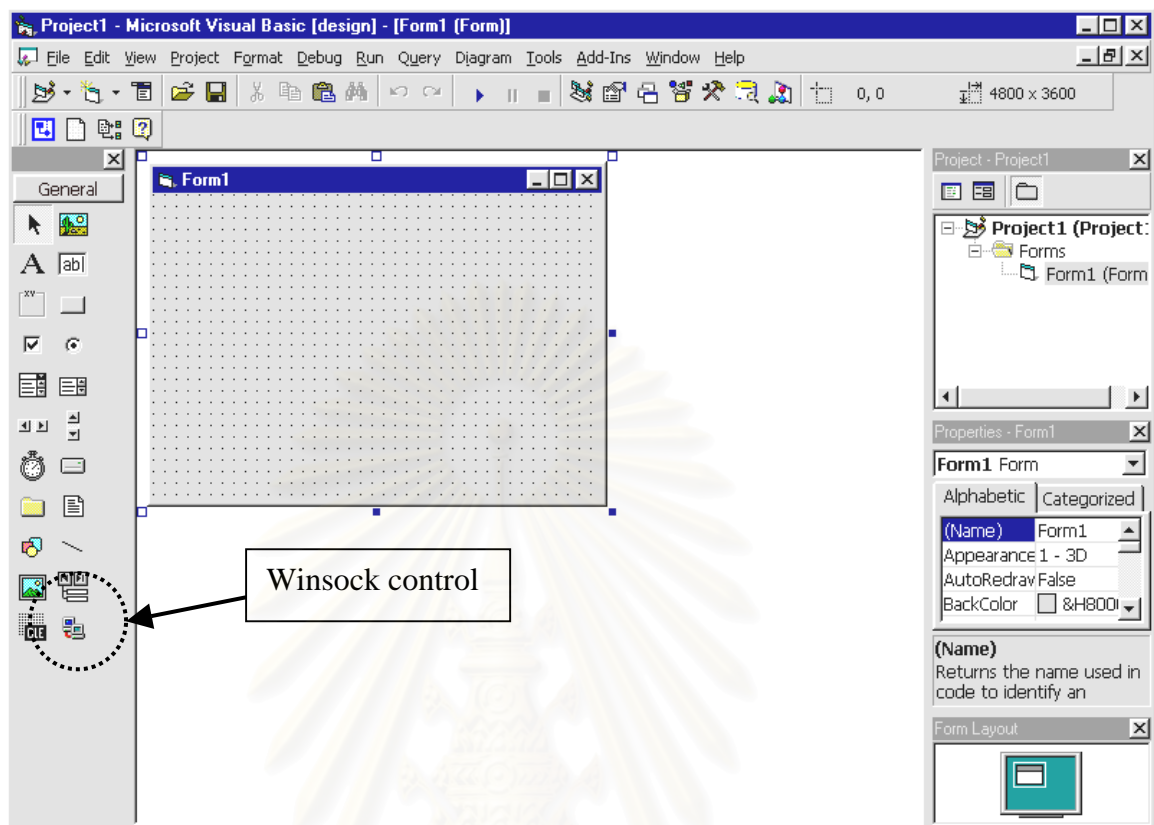 Project1 - Microsoft Visual Basic [design] - [Form1 (Form)]
File Edit View Project Format Debug Run Query Diagram Tools Add-Ins Window Help
0, 0
4800 x 3600
General
A
ab|
XY
OLE
Form1
Winsock control
Project - Project1
Project1 (Project1
Forms
Form1 (Form
Properties - Form1
Form1 Form
Alphabetic Categorized
(Name) Form1
Appearance 1 - 3D
AutoRedraw False
BackColor &H800
(Name)
Returns the name used in
code to identify an
Form Layout